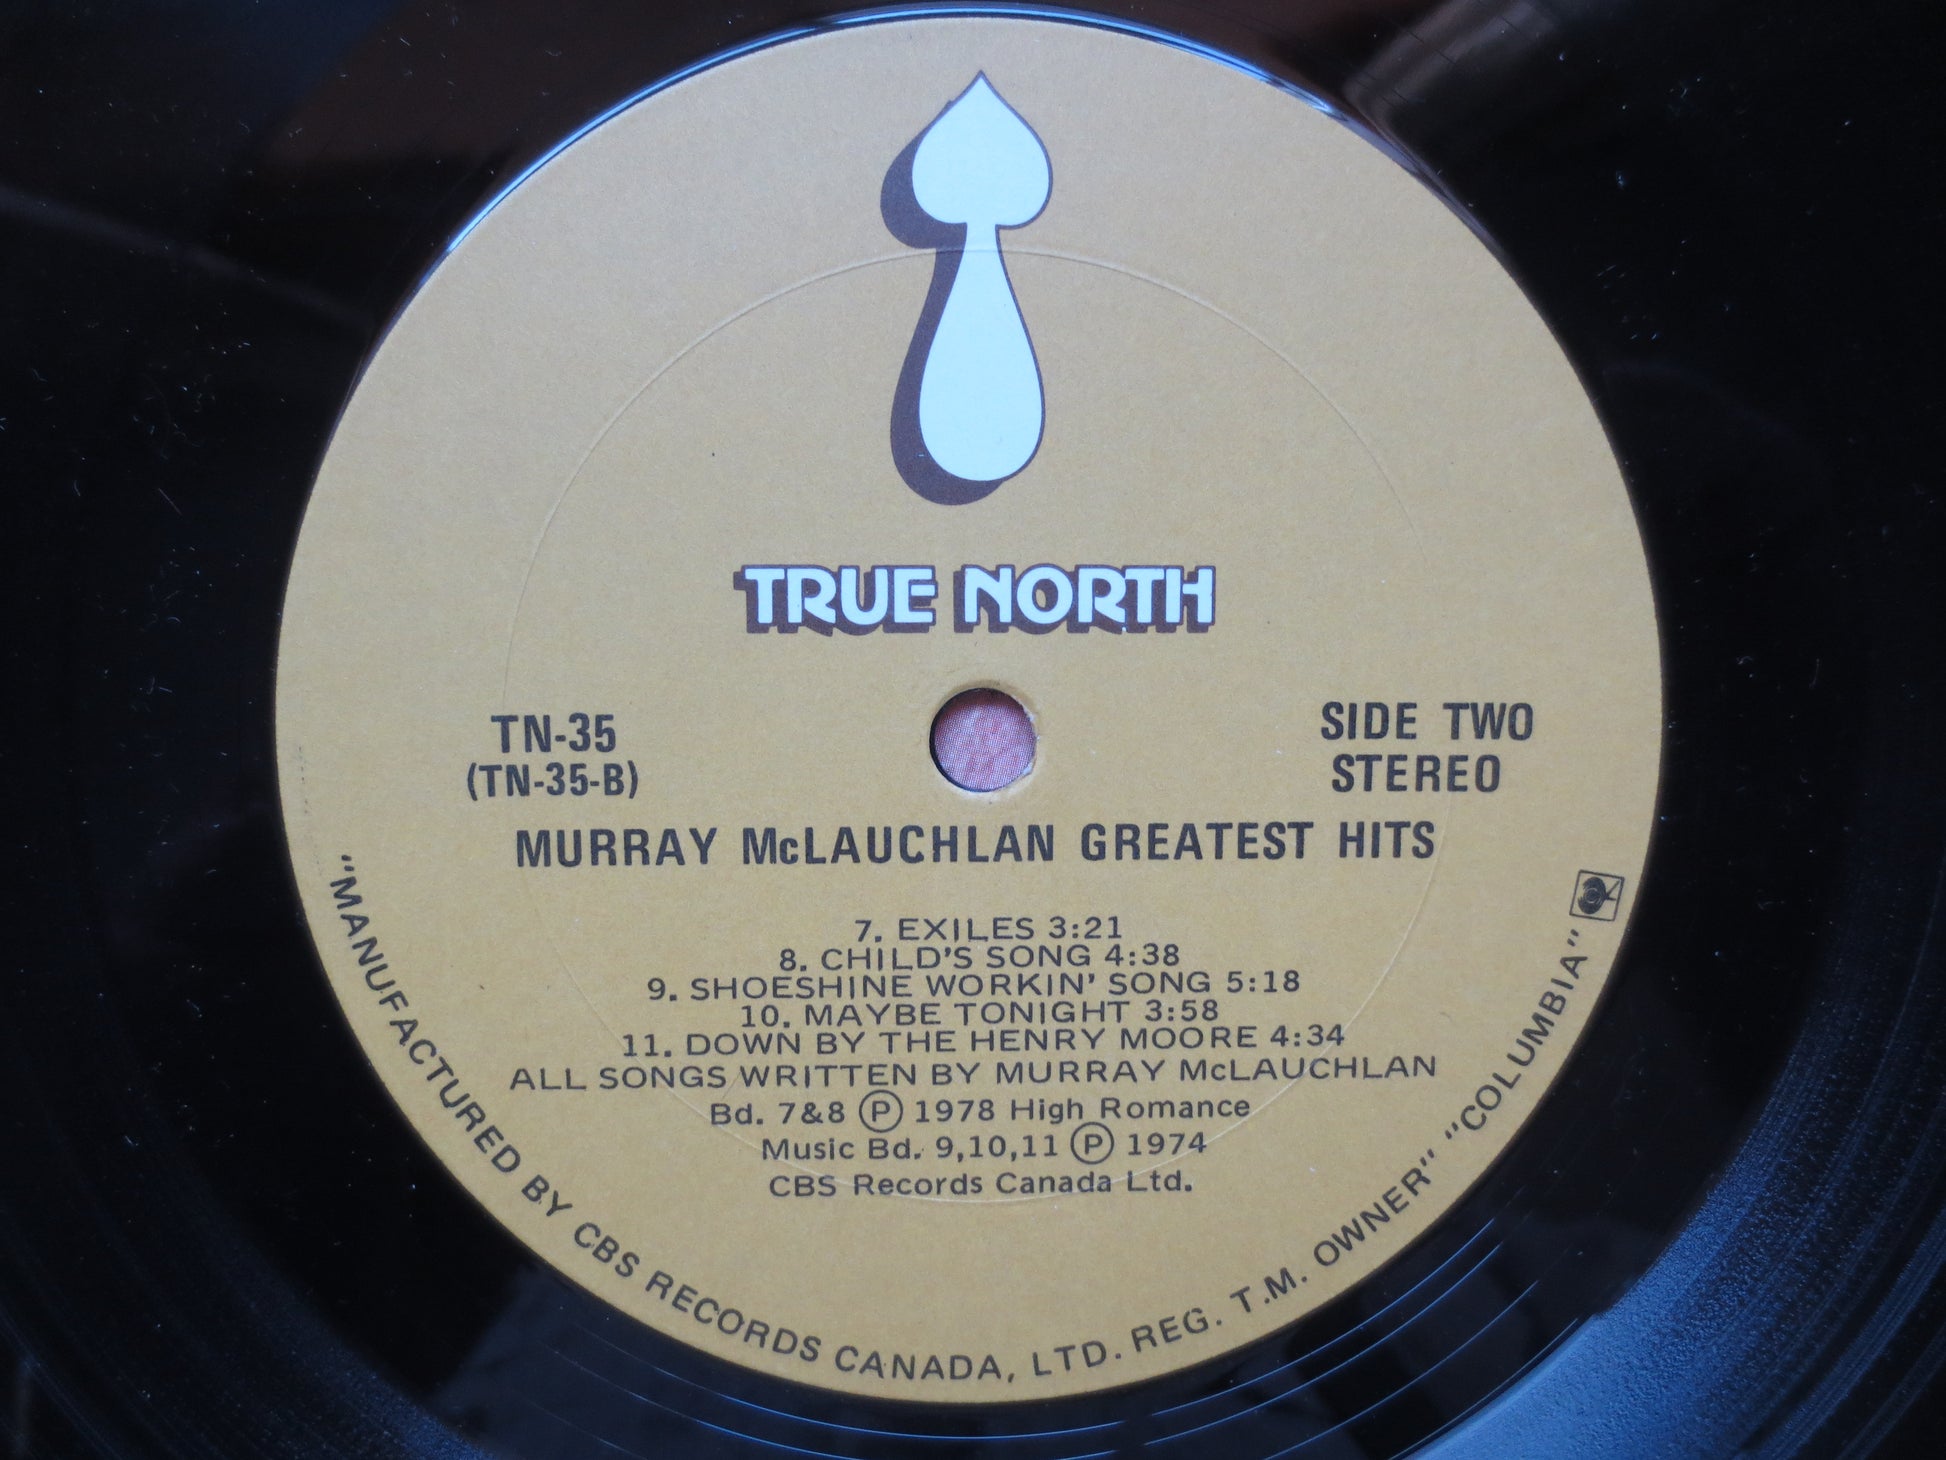 TRUE NORTH
TN-35
(TN-35-B)
SIDE TWO
STEREO
MURRAY McLAUCHLAN GREATEST HITS
7. EXILES 3:21
8. CHILD'S SONG 4:38
9. SHOESHINE WORKIN' SONG 5:18
10. MAYBE TONIGHT 3:58
11. DOWN BY THE HENRY MOORE 4:34
ALL SONGS WRITTEN BY MURRAY McLAUCHLAN
Bd. 7&8 Ⓟ 1978 High Romance
Music Bd. 9,10,11 Ⓟ 1974
CBS Records Canada Ltd.
"MANUFACTURED BY CBS RECORDS CANADA, LTD. REG. T.M. OWNER" "COLUMBIA"